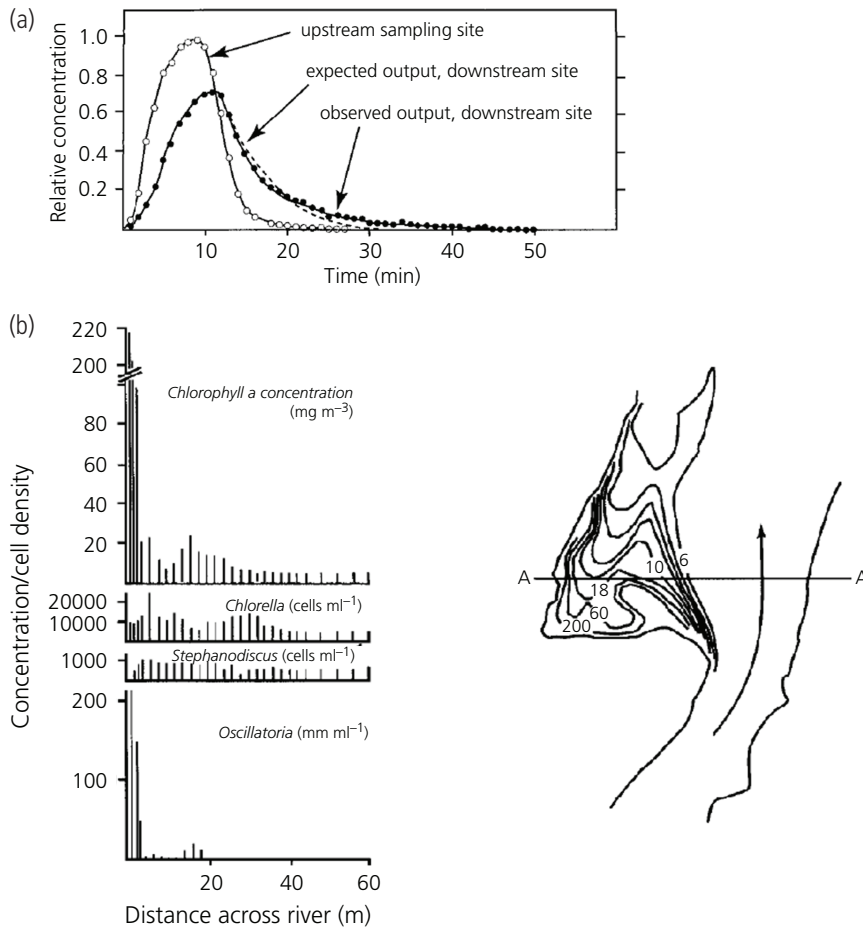 (a)
Relative concentration
1.0
0.8
0.6
0.4
0.2
upstream sampling site
expected output, downstream site
observed output, downstream site
10
20
30
40
50
Time (min)
(b)
Concentration/cell density
220
200
80
60
40
20
Chlorophyll a concentration
(mg m⁻³)
20000
10000
Chlorella (cells ml⁻¹)
1000
Stephanodiscus (cells ml⁻¹)
200
100
Oscillatoria (mm ml⁻¹)
20
40
60
Distance across river (m)
A
A
6
10
18
60
200